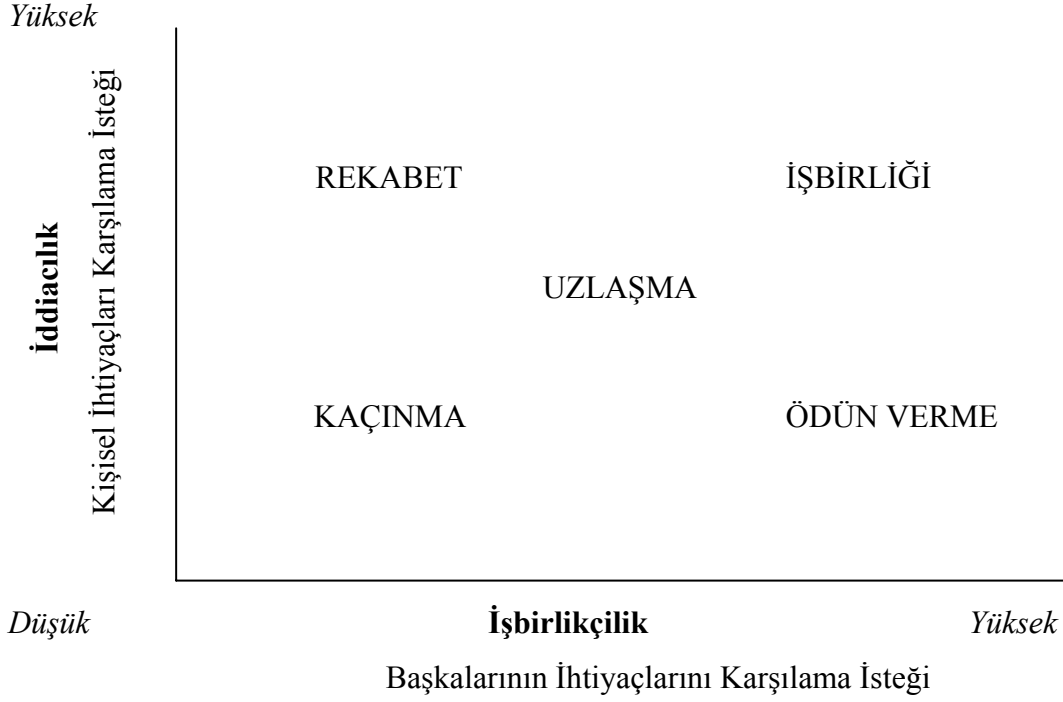 Yüksek
İddiacılık
Kişisel İhtiyaçları Karşılama İsteği
REKABET
İŞBİRLİĞİ
UZLAŞMA
KAÇINMA
ÖDÜN VERME
Düşük
İşbirlikçilik
Yüksek
Başkalarının İhtiyaçlarını Karşılama İsteği